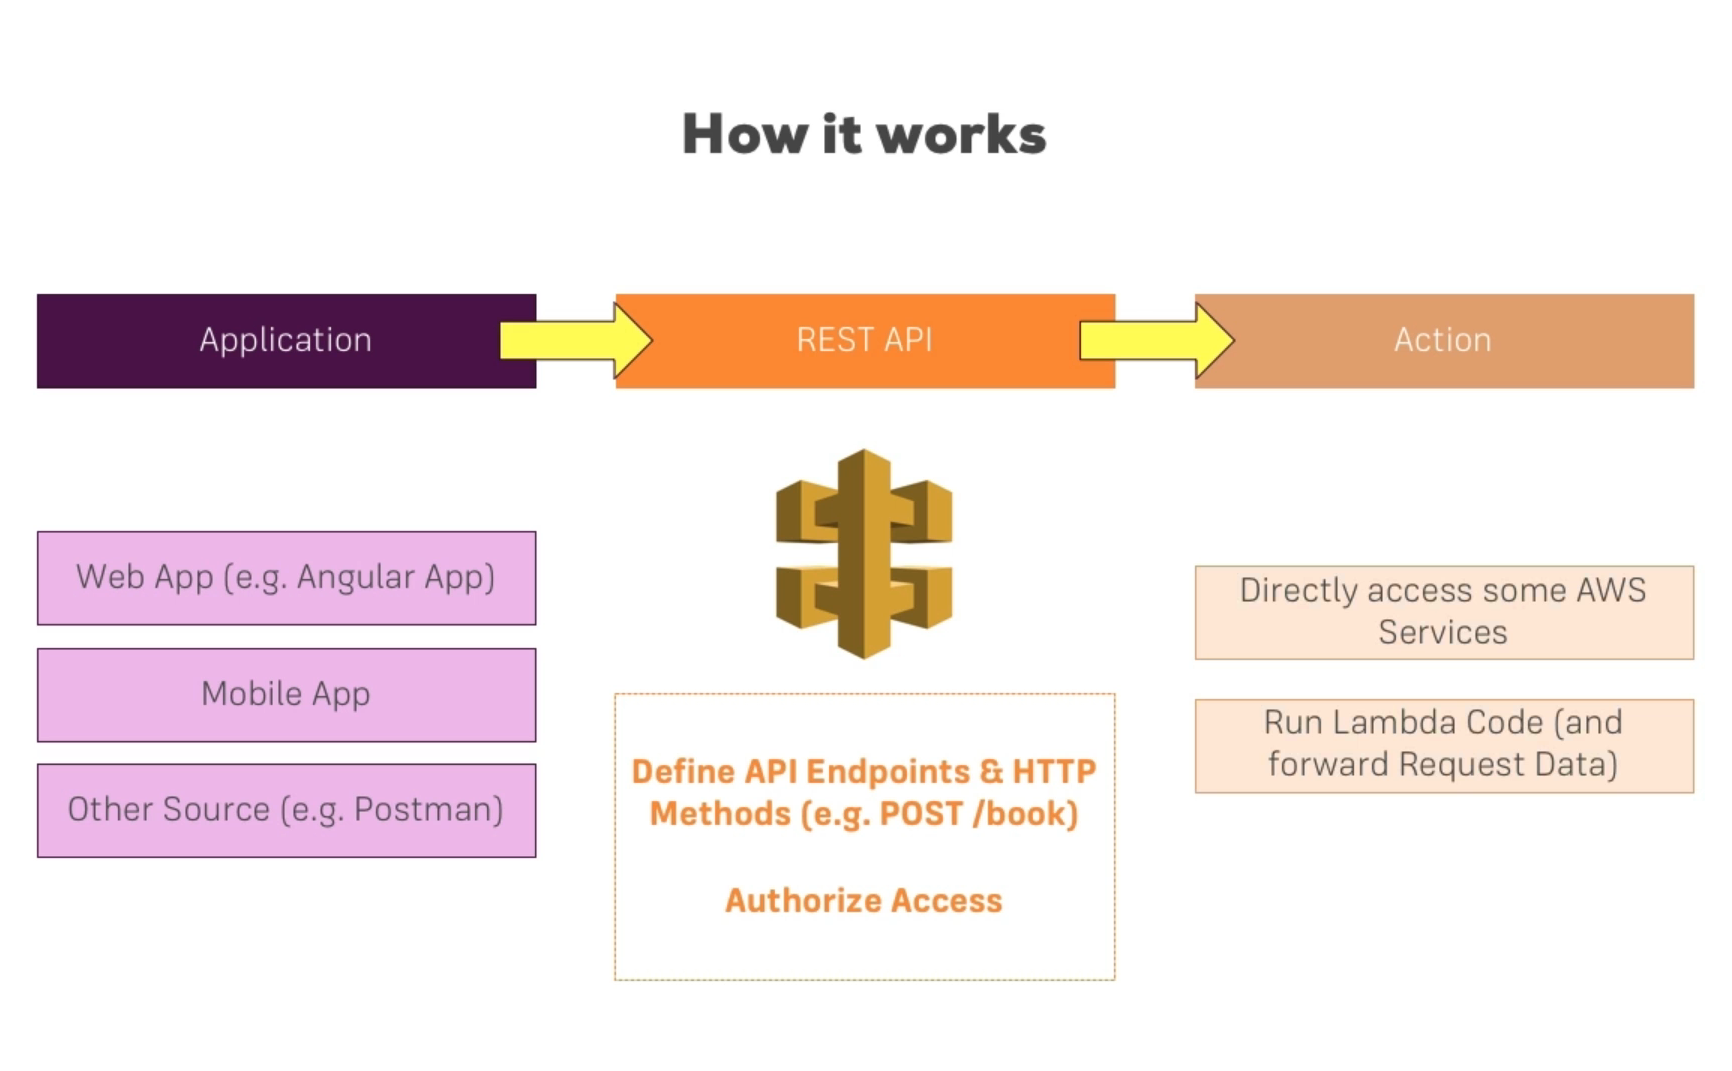 How it works
Application
REST API
Action
Web App (e.g. Angular App)
Mobile App
Other Source (e.g. Postman)
Define API Endpoints & HTTP
Methods (e.g. POST /book)
Authorize Access
Directly access some AWS
Services
Run Lambda Code (and
forward Request Data)